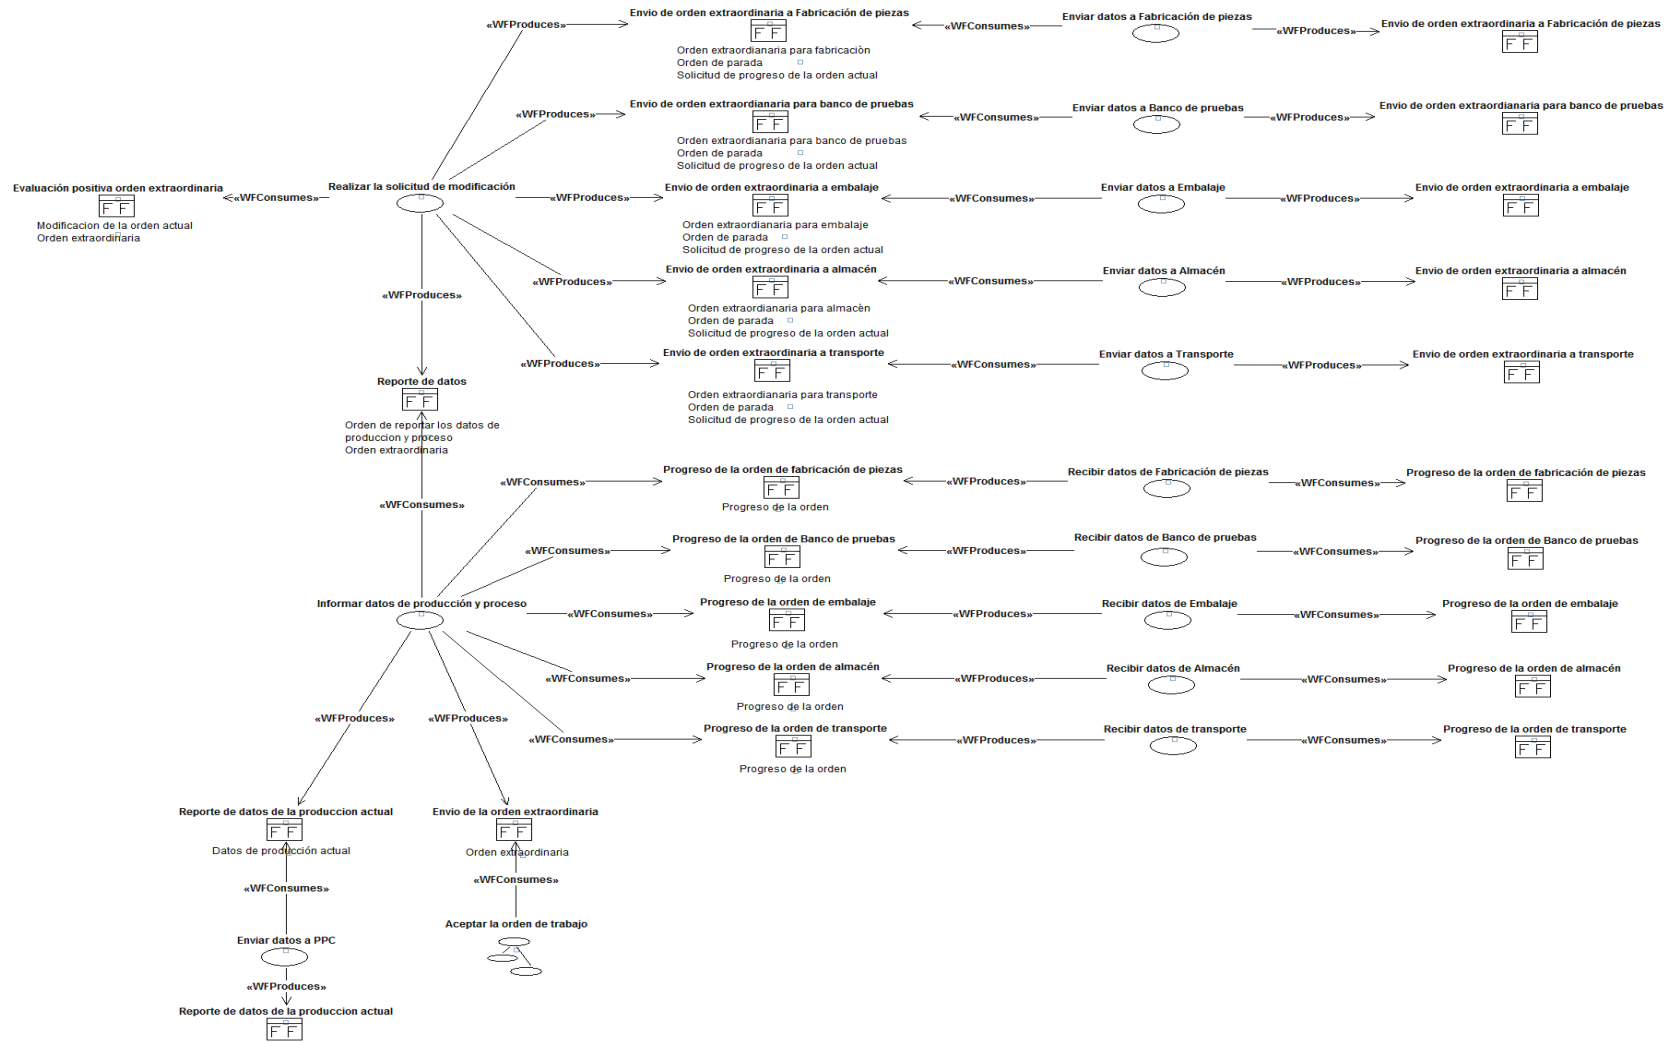 Envio de orden extraordinaria a Fabricación de piezas
Enviar datos a Fabricación de piezas
Envio de orden extraordinaria a Fabricación de piezas
«WFProduces»
«WFConsumes»
«WFProduces»
F F
F F
Orden extraordianaria para fabricaciòn
Orden de parada
Solicitud de progreso de la orden actual
Envio de orden extraordianaria para banco de pruebas
Enviar datos a Banco de pruebas
Envio de orden extraordianaria para banco de pruebas
«WFProduces»
«WFConsumes»
«WFProduces»
F F
F F
Orden extraordianaria para banco de pruebas
Orden de parada
Solicitud de progreso de la orden actual
Evaluación positiva orden extraordinaria
Realizar la solicitud de modificación
Envio de orden extraordinaria a embalaje
Enviar datos a Embalaje
Envio de orden extraordinaria a embalaje
«WFConsumes»
«WFProduces»
«WFConsumes»
«WFProduces»
F F
F F
F F
Modificacion de la orden actual
Orden extraordinaria
Orden extraordianaria para embalaje
Orden de parada
Solicitud de progreso de la orden actual
Envio de orden extraordinaria a almacén
Enviar datos a Almacén
Envio de orden extraordinaria a almacén
«WFProduces»
«WFConsumes»
«WFProduces»
«WFProduces»
F F
F F
Orden extraordianaria para almacèn
Orden de parada
Solicitud de progreso de la orden actual
Envio de orden extraordinaria a transporte
Enviar datos a Transporte
Envio de orden extraordinaria a transporte
«WFProduces»
«WFConsumes»
«WFProduces»
F F
F F
Reporte de datos
F F
Orden extraordianaria para transporte
Orden de parada
Solicitud de progreso de la orden actual
Orden de reportar los datos de
produccion y proceso
Orden extraordinaria
Progreso de la orden de fabricación de piezas
Recibir datos de Fabricación de piezas
Progreso de la orden de fabricación de piezas
«WFConsumes»
«WFProduces»
«WFConsumes»
F F
F F
Progreso de la orden
«WFConsumes»
Progreso de la orden de Banco de pruebas
Recibir datos de Banco de pruebas
Progreso de la orden de Banco de pruebas
«WFConsumes»
«WFProduces»
«WFConsumes»
F F
F F
Progreso de la orden
Informar datos de producción y proceso
Progreso de la orden de embalaje
Recibir datos de Embalaje
Progreso de la orden de embalaje
«WFConsumes»
«WFProduces»
«WFConsumes»
F F
F F
Progreso de la orden
Progreso de la orden de almacén
Recibir datos de Almacén
Progreso de la orden de almacén
«WFConsumes»
«WFProduces»
«WFConsumes»
F F
F F
Progreso de la orden
«WFProduces»
«WFProduces»
Progreso de la orden de transporte
Recibir datos de transporte
Progreso de la orden de transporte
«WFConsumes»
«WFProduces»
«WFConsumes»
F F
F F
Progreso de la orden
Reporte de datos de la produccion actual
Envio de la orden extraordinaria
F F
F F
Datos de producción actual
Orden extraordinaria
«WFConsumes»
«WFConsumes»
Aceptar la orden de trabajo
Enviar datos a PPC
«WFProduces»
Reporte de datos de la produccion actual
F F